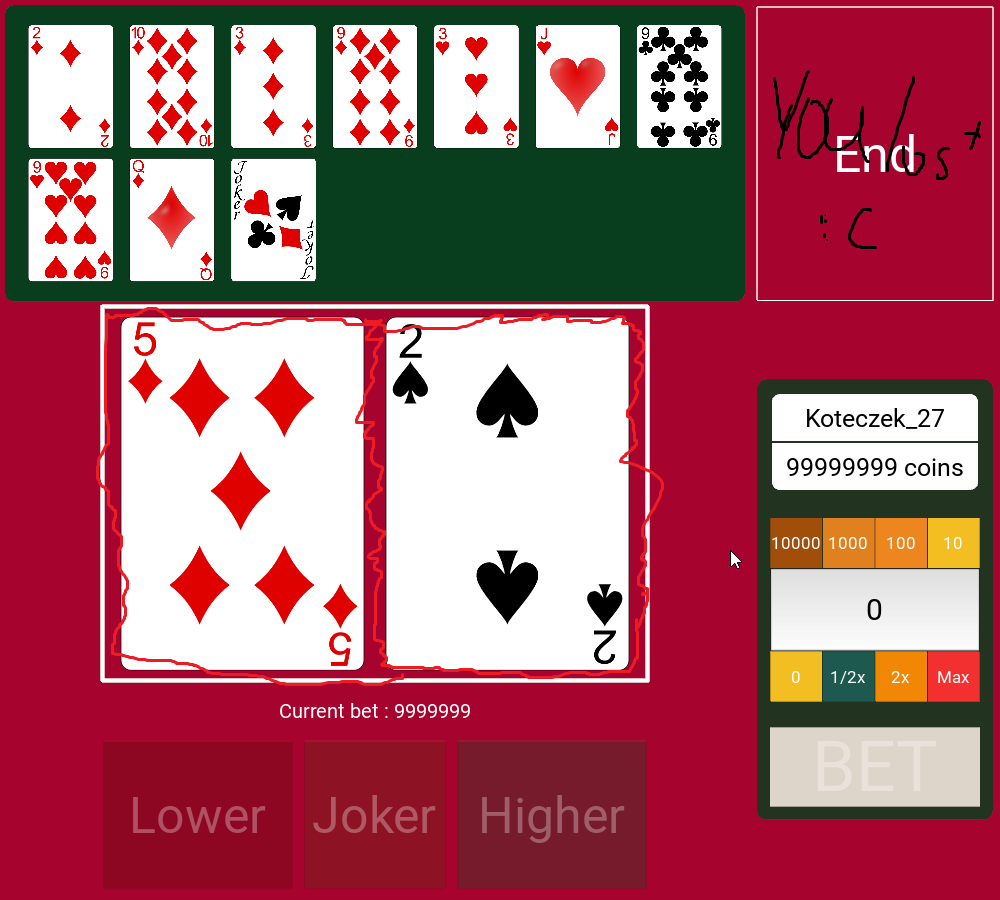 2 10 3 9 3 J 9
2 10 3 9 3 J 9
You lost
End
:C
9 Q Joker
9 Q Joker
5 2
5 2
Koteczek_27
99999999 coins
10000 1000 100 10
0
0 1/2x 2x Max
BET
Current bet : 9999999
Lower Joker Higher